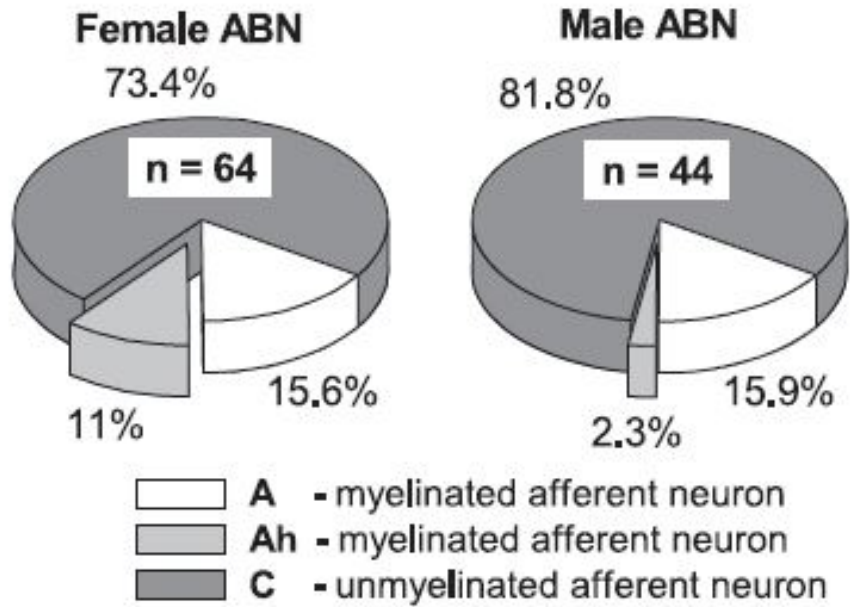 Female ABN
73.4%
n = 64
11%
15.6%
Male ABN
81.8%
n = 44
2.3%
15.9%
A - myelinated afferent neuron
Ah - myelinated afferent neuron
C - unmyelinated afferent neuron